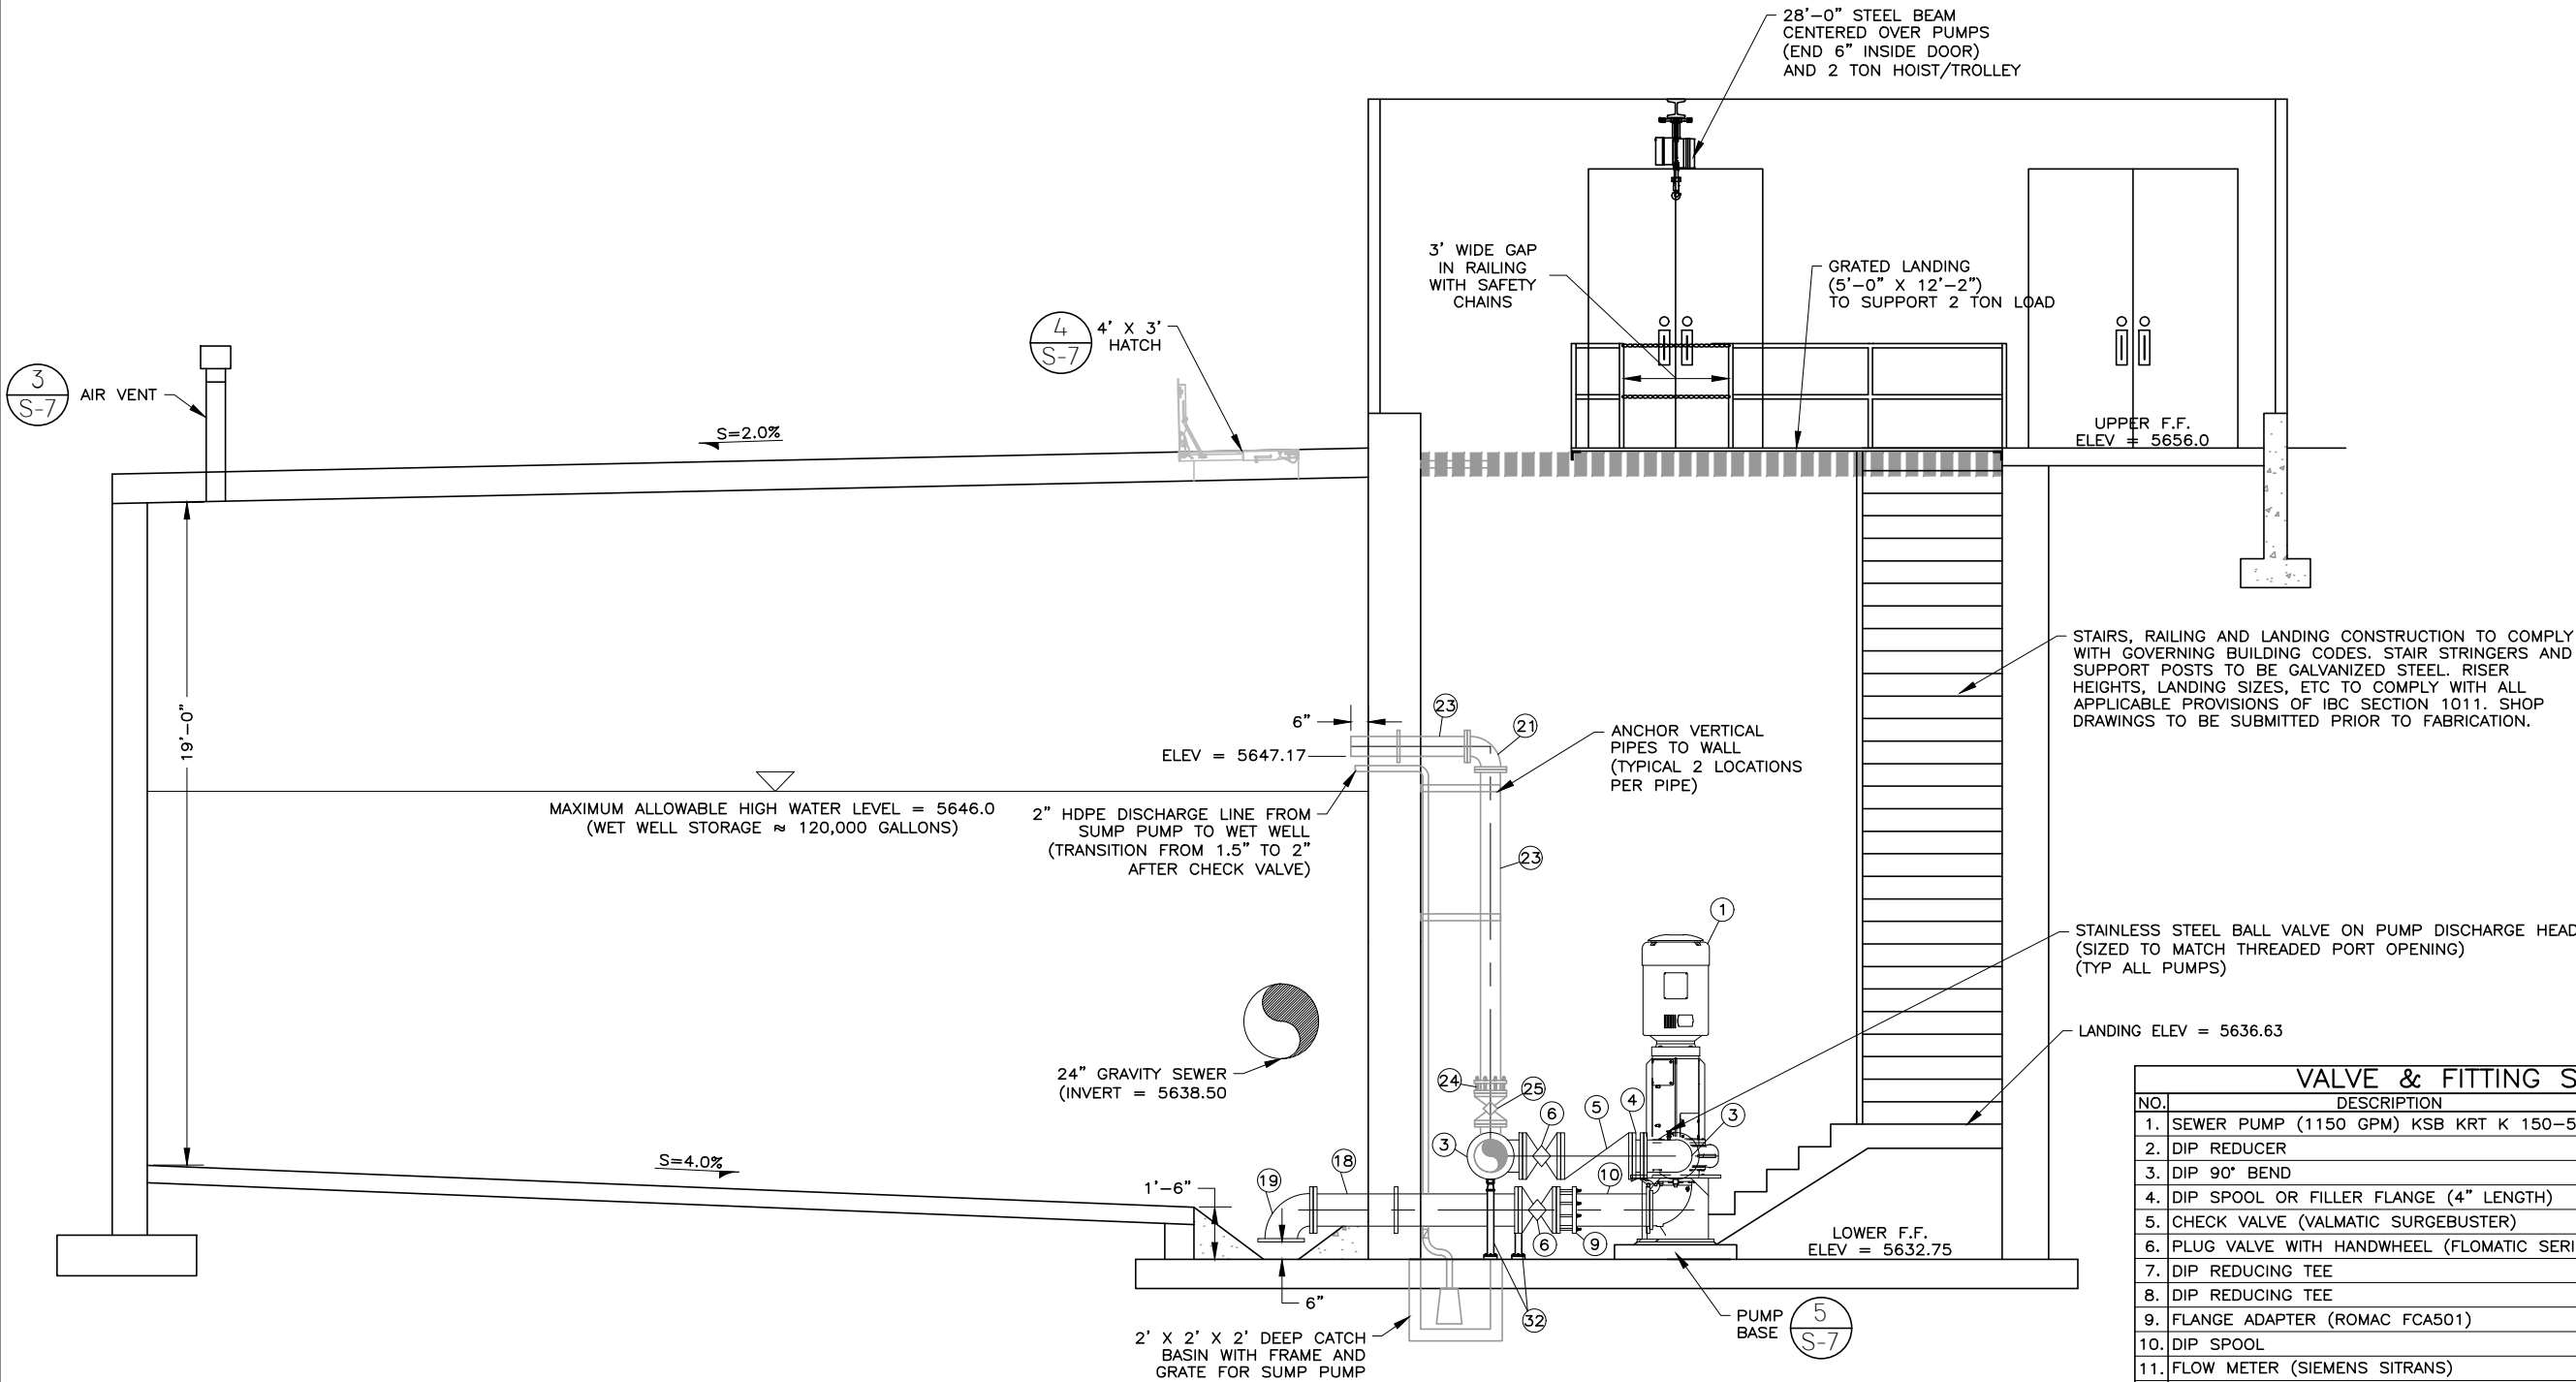 28'-0" STEEL BEAM
CENTERED OVER PUMPS
(END 6" INSIDE DOOR)
AND 2 TON HOIST/TROLLEY
3' WIDE GAP
IN RAILING
WITH SAFETY
CHAINS
GRATED LANDING
(5'-0" X 12'-2")
TO SUPPORT 2 TON LOAD
4
S-7
4' X 3'
HATCH
3
S-7
AIR VENT
S=2.0%
UPPER F.F.
ELEV = 5656.0
STAIRS, RAILING AND LANDING CONSTRUCTION TO COMPLY
WITH GOVERNING BUILDING CODES. STAIR STRINGERS AND
SUPPORT POSTS TO BE GALVANIZED STEEL. RISER
HEIGHTS, LANDING SIZES, ETC TO COMPLY WITH ALL
APPLICABLE PROVISIONS OF IBC SECTION 1011. SHOP
DRAWINGS TO BE SUBMITTED PRIOR TO FABRICATION.
19'-0"
6"
23
21
ELEV = 5647.17
ANCHOR VERTICAL
PIPES TO WALL
(TYPICAL 2 LOCATIONS
PER PIPE)
MAXIMUM ALLOWABLE HIGH WATER LEVEL = 5646.0
(WET WELL STORAGE ≈ 120,000 GALLONS)
2" HDPE DISCHARGE LINE FROM
SUMP PUMP TO WET WELL
(TRANSITION FROM 1.5" TO 2"
AFTER CHECK VALVE)
23
1
STAINLESS STEEL BALL VALVE ON PUMP DISCHARGE HEAD
(SIZED TO MATCH THREADED PORT OPENING)
(TYP ALL PUMPS)
LANDING ELEV = 5636.63
24" GRAVITY SEWER
(INVERT = 5638.50
24
25
6
5
4
3
3
S=4.0%
18
19
10
1'-6"
6
9
LOWER F.F.
ELEV = 5632.75
6"
32
PUMP
BASE
5
S-7
2' X 2' X 2' DEEP CATCH
BASIN WITH FRAME AND
GRATE FOR SUMP PUMP
VALVE & FITTING S
NO. DESCRIPTION
1. SEWER PUMP (1150 GPM) KSB KRT K 150-5
2. DIP REDUCER
3. DIP 90° BEND
4. DIP SPOOL OR FILLER FLANGE (4" LENGTH)
5. CHECK VALVE (VALMATIC SURGEBUSTER)
6. PLUG VALVE WITH HANDWHEEL (FLOMATIC SERI
7. DIP REDUCING TEE
8. DIP REDUCING TEE
9. FLANGE ADAPTER (ROMAC FCA501)
10. DIP SPOOL
11. FLOW METER (SIEMENS SITRANS)